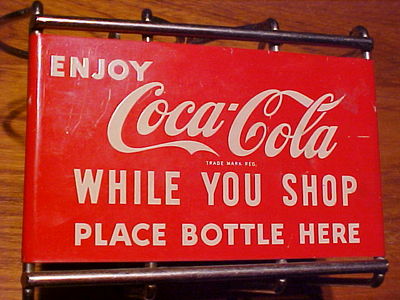 ENJOY
Coca-Cola
TRADE MARK REG.
WHILE YOU SHOP
PLACE BOTTLE HERE